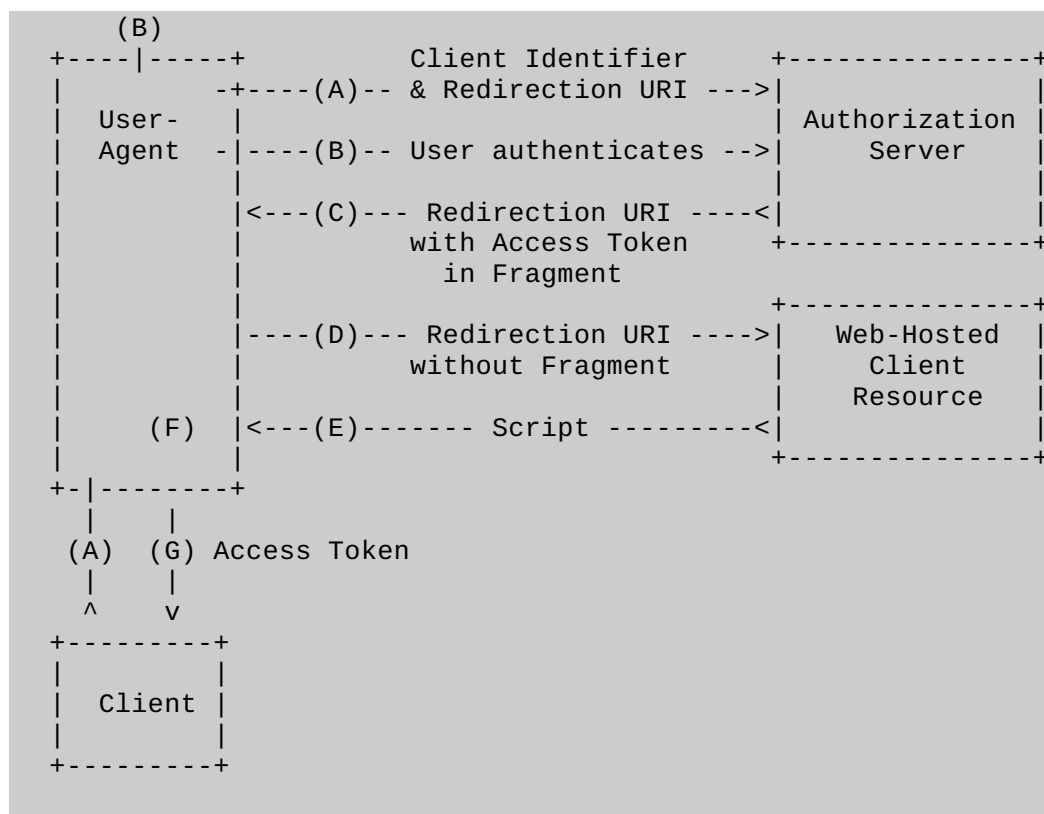 (B)
     +----|-----+          Client Identifier      +---------------+
     |         -+----(A)-- & Redirection URI --->|               |
     |  User-   |                                | Authorization |
     |  Agent  -|----(B)-- User authenticates -->|     Server    |
     |          |                                |               |
     |          |<---(C)--- Redirection URI ----<|               |
     |          |          with Access Token     +---------------+
     |          |            in Fragment
     |          |                                +---------------+
     |          |----(D)--- Redirection URI ---->|   Web-Hosted  |
     |          |          without Fragment      |     Client    |
     |          |                                |    Resource   |
     |     (F)  |<---(E)------- Script ---------<|               |
     |          |                                +---------------+
     +-|--------+
       |    |
      (A)  (G) Access Token
       |    |
       ^    v
     +---------+
     |         |
     |  Client |
     |         |
     +---------+